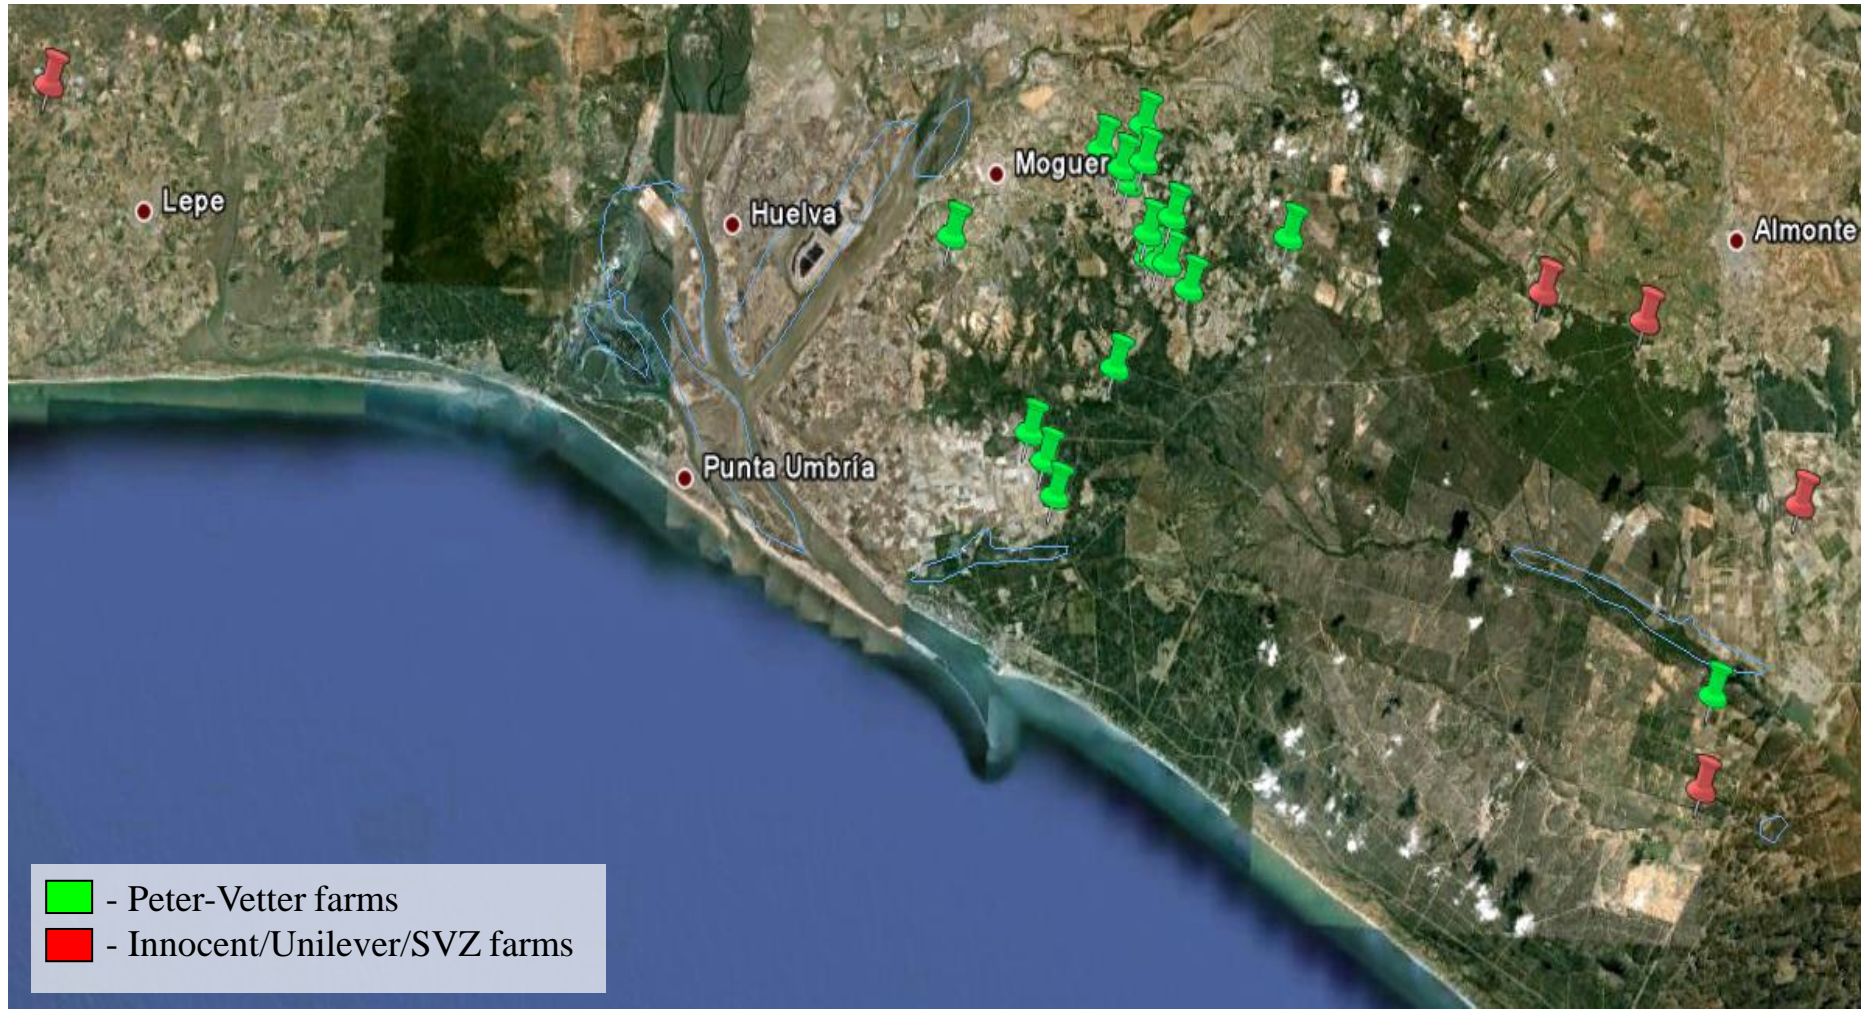 Moguer
Lepe
Huelva
Almonte
Punta Umbría
- Peter-Vetter farms
- Innocent/Unilever/SVZ farms